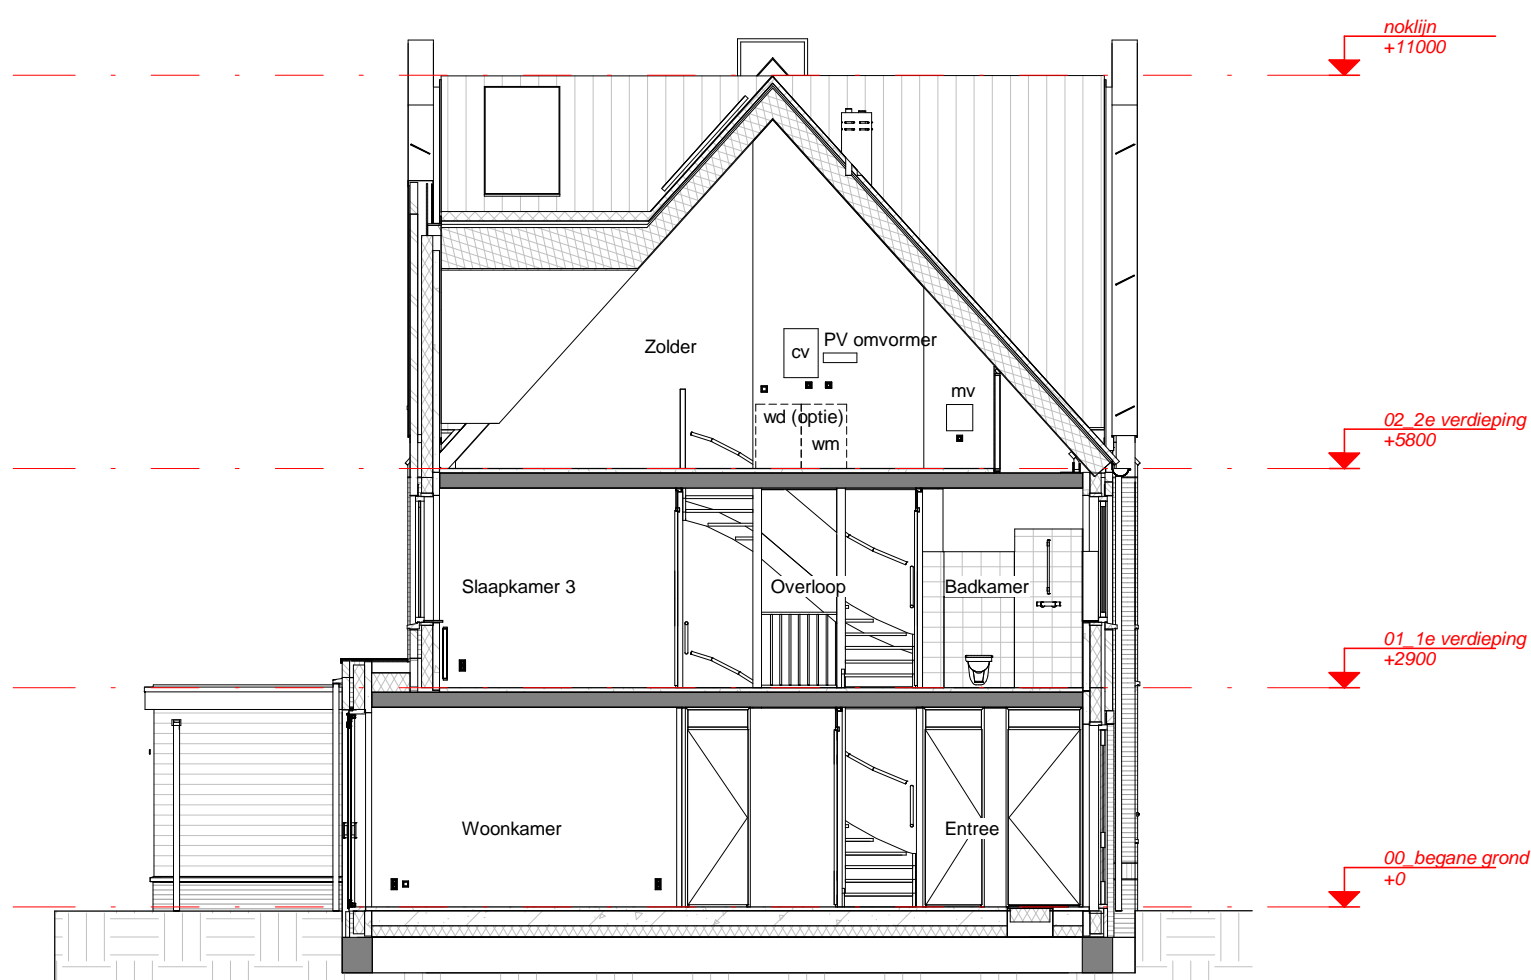 noklijn
+11000
Zolder
cv
PV omvormer
mv
wd (optie)
wm
02_2e verdieping
+5800
Slaapkamer 3
Overloop
Badkamer
01_1e verdieping
+2900
Woonkamer
Entree
00_begane grond
+0